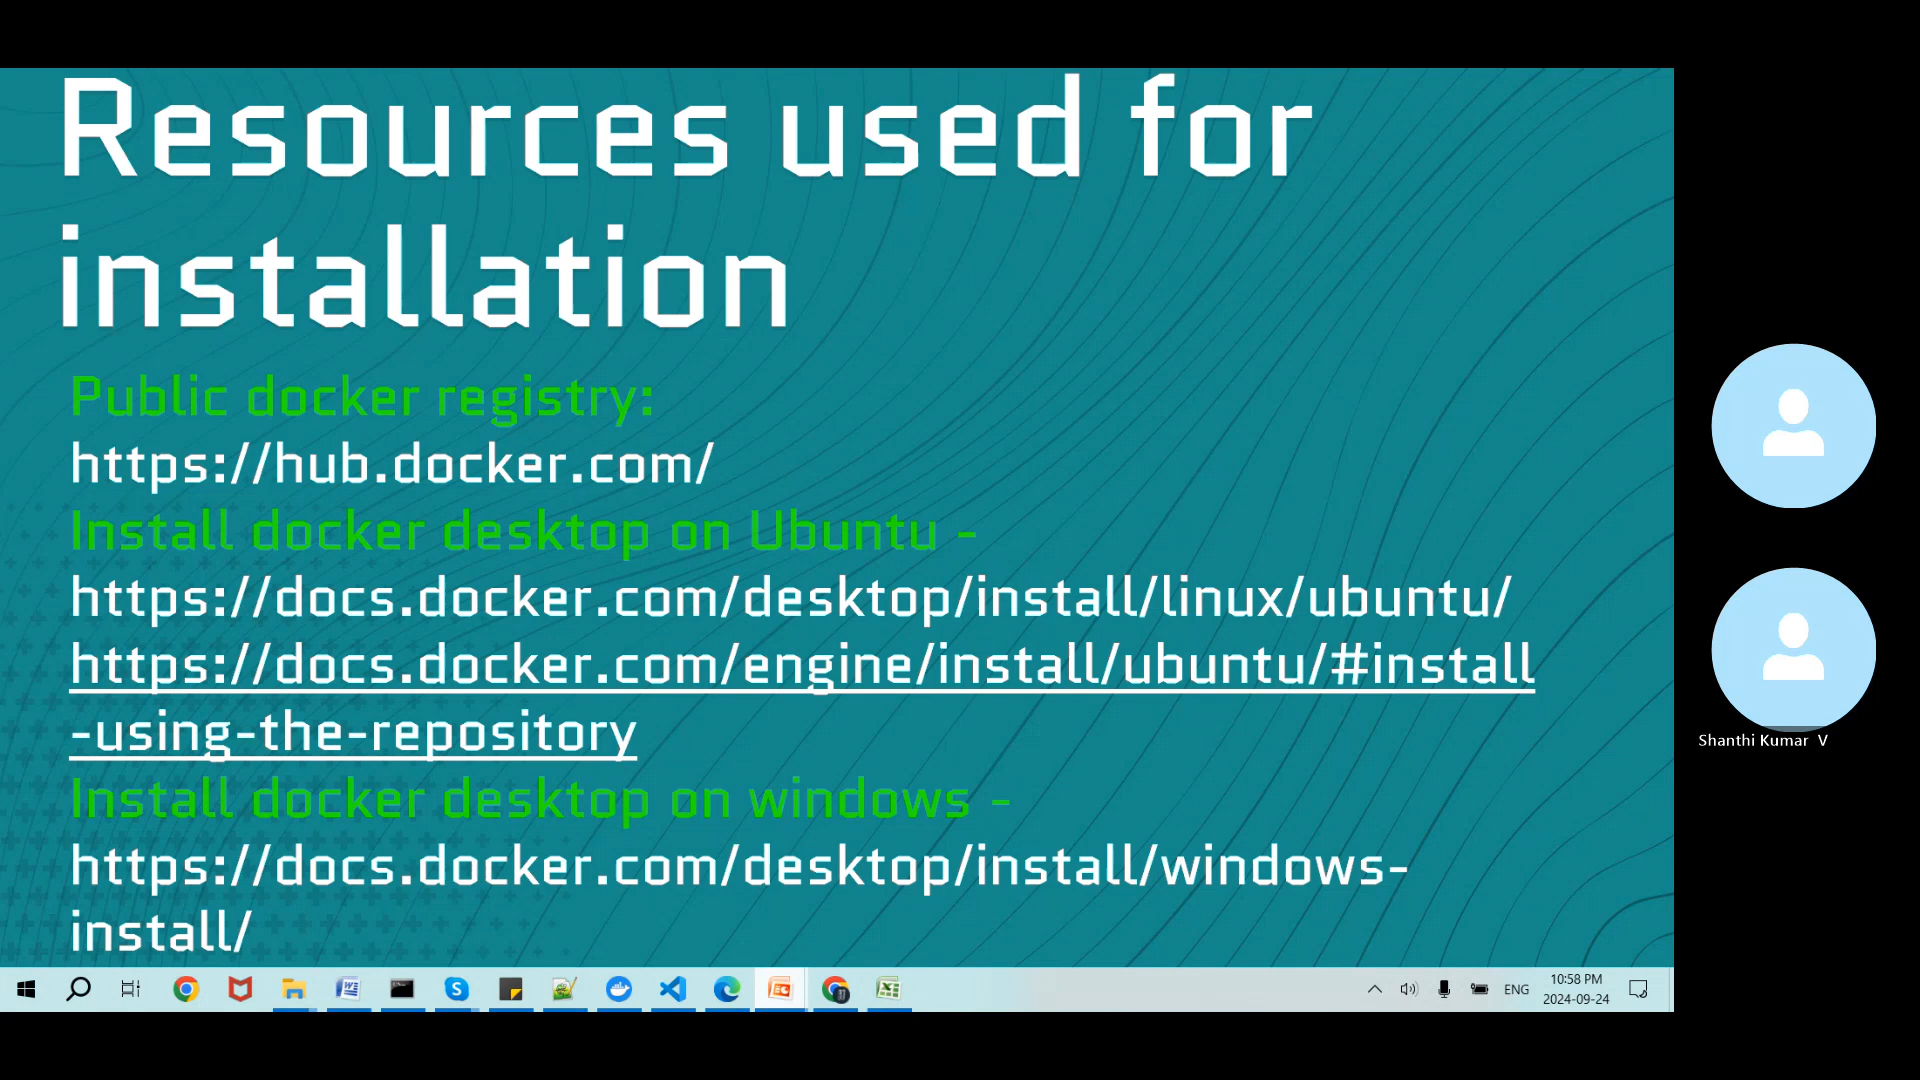 Resources used for
installation
Public docker registry:
https://hub.docker.com/
Install docker desktop on Ubuntu -
https://docs.docker.com/desktop/install/linux/ubuntu/
https://docs.docker.com/engine/install/ubuntu/#install
-using-the-repository
Install docker desktop on windows -
https://docs.docker.com/desktop/install/windows-
install/
Shanthi Kumar V
ENG
10:58 PM
2024-09-24